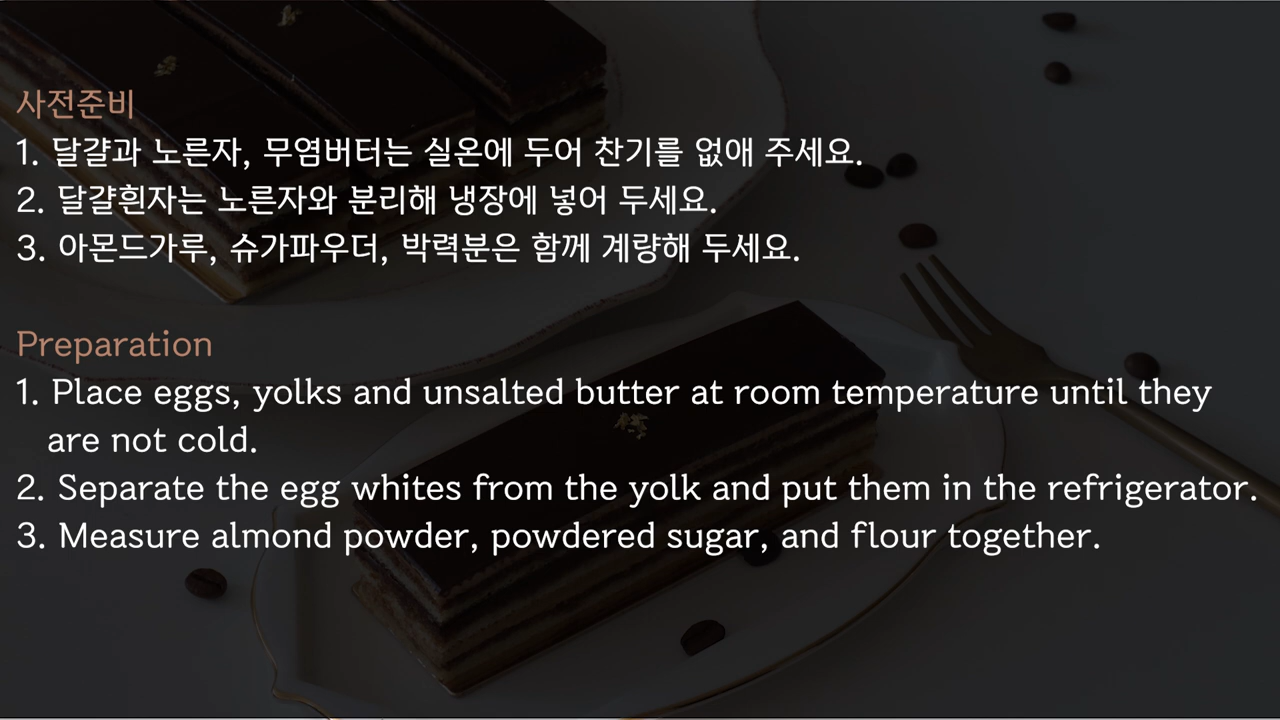 사전준비
1. 달걀과 노른자, 무염버터는 실온에 두어 찬기를 없애 주세요.
2. 달걀흰자는 노른자와 분리해 냉장에 넣어 두세요.
3. 아몬드가루, 슈가파우더, 박력분은 함께 계량해 두세요.
Preparation
1. Place eggs, yolks and unsalted butter at room temperature until they
are not cold.
2. Separate the egg whites from the yolk and put them in the refrigerator.
3. Measure almond powder, powdered sugar, and flour together.